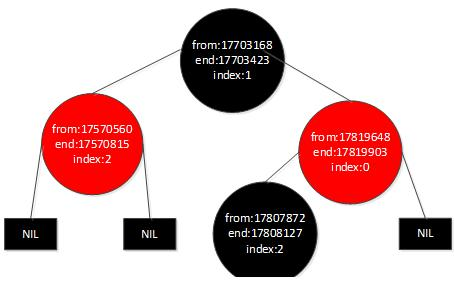 from:17703168
end:17703423
index:1
from:17570560
end:17570815
index:2
from:17819648
end:17819903
index:0
from:17807872
end:17808127
index:2
NIL
NIL
NIL